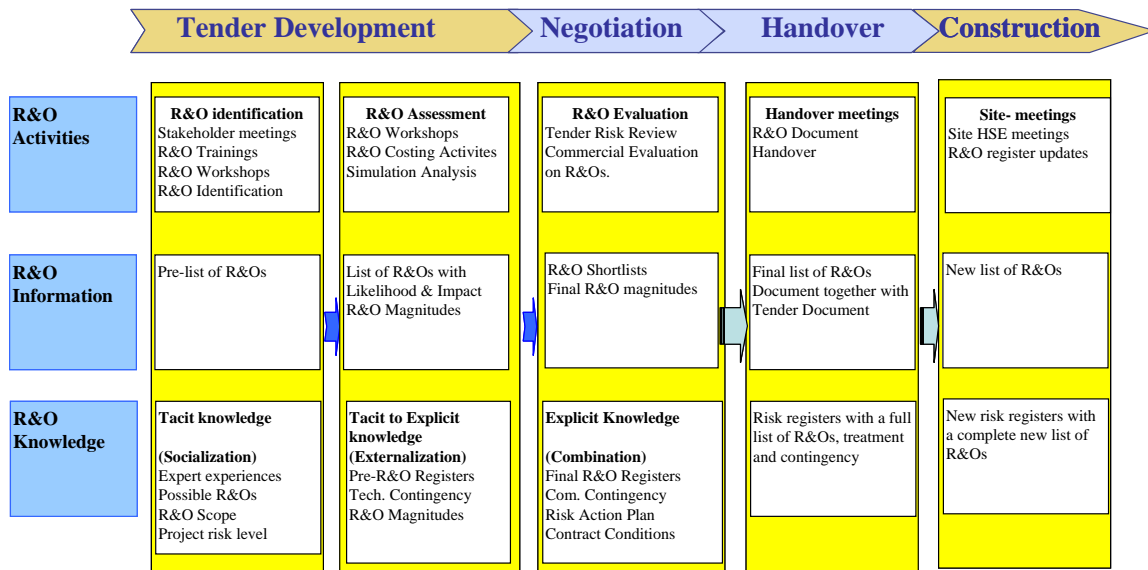 Tender Development
Negotiation
Handover
Construction
R&O
Activities
R&O identification
Stakeholder meetings
R&O Trainings
R&O Workshops
R&O Identification
R&O Assessment
R&O Workshops
R&O Costing Activites
Simulation Analysis
R&O Evaluation
Tender Risk Review
Commercial Evaluation
on R&Os.
Handover meetings
R&O Document
Handover
Site- meetings
Site HSE meetings
R&O register updates
R&O
Information
Pre-list of R&Os
List of R&Os with
Likelihood & Impact
R&O Magnitudes
R&O Shortlists
Final R&O magnitudes
Final list of R&Os
Document together with
Tender Document
New list of R&Os
R&O
Knowledge
Tacit knowledge
(Socialization)
Expert experiences
Possible R&Os
R&O Scope
Project risk level
Tacit to Explicit
knowledge
(Externalization)
Pre-R&O Registers
Tech. Contingency
R&O Magnitudes
Explicit Knowledge
(Combination)
Final R&O Registers
Com. Contingency
Risk Action Plan
Contract Conditions
Risk registers with a full
list of R&Os, treatment
and contingency
New risk registers with
a complete new list of
R&Os